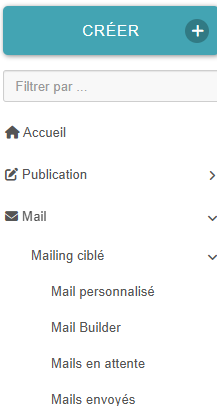 CRÉER
Filtrer par ...
Accueil
Publication
Mail
Mailing ciblé
Mail personnalisé
Mail Builder
Mails en attente
Mails envoyés